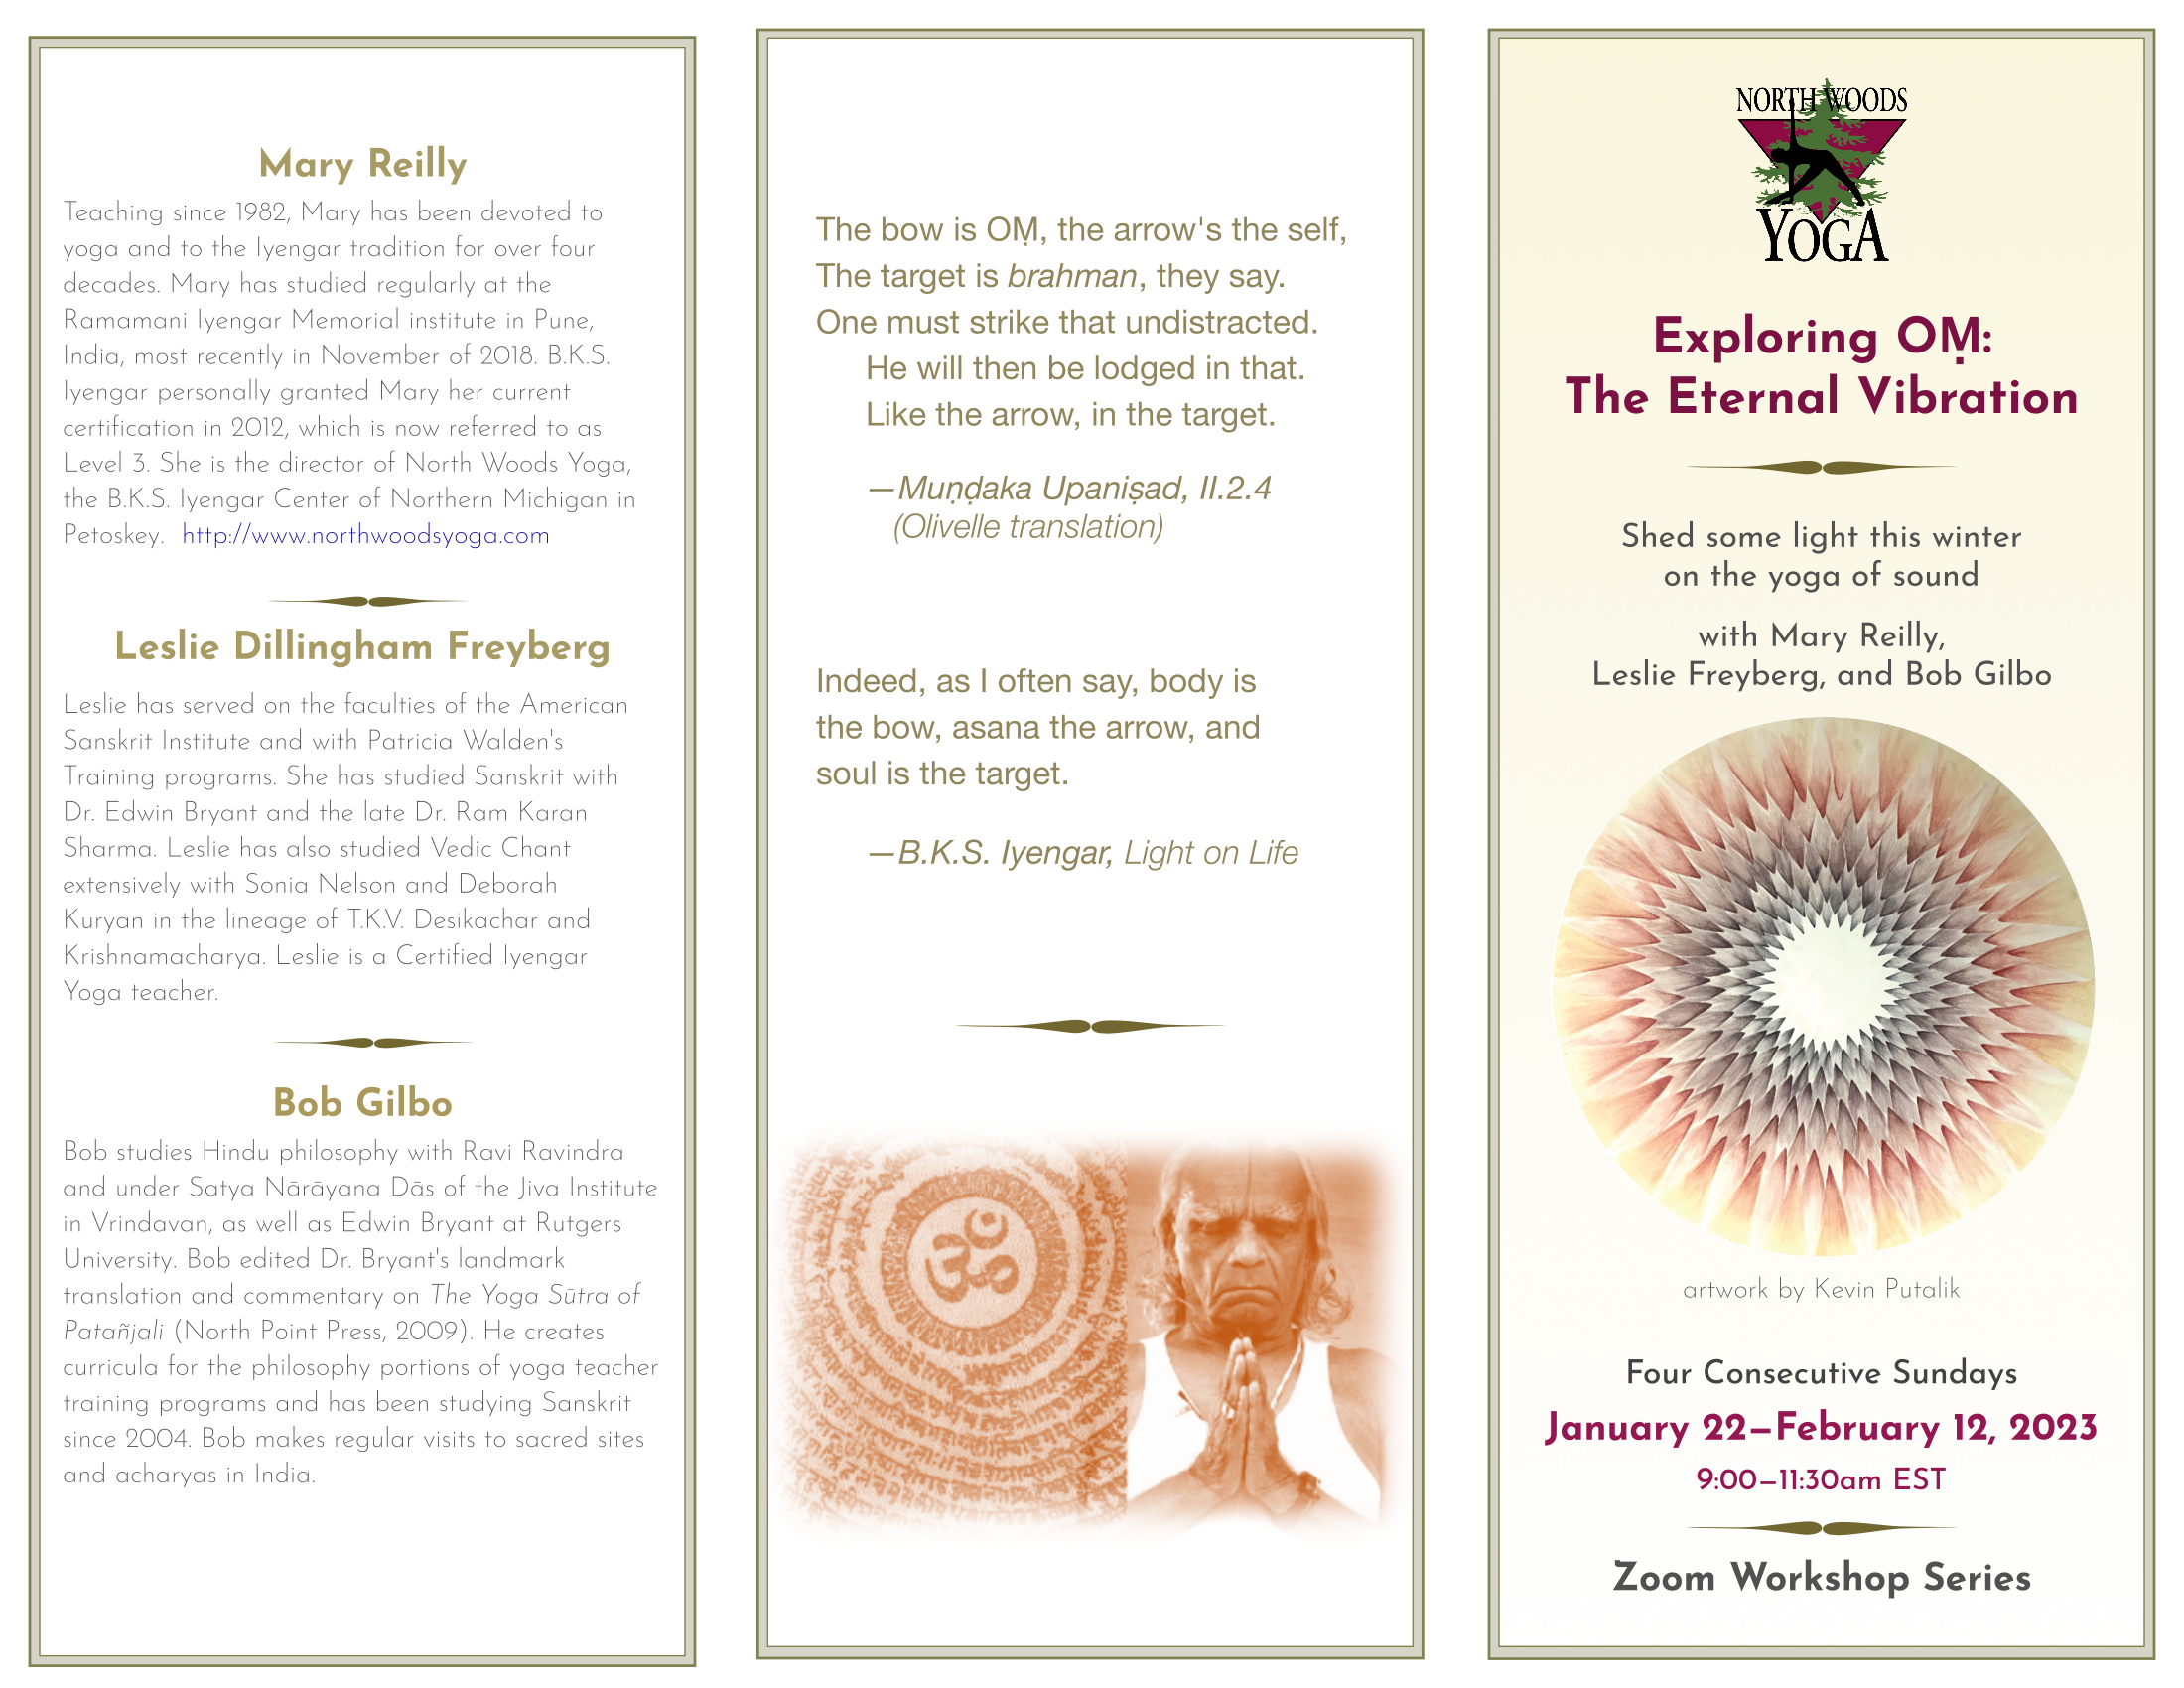 Mary Reilly
Teaching since 1982, Mary has been devoted to
yoga and to the Iyengar tradition for over four
decades. Mary has studied regularly at the
Ramamani Iyengar Memorial institute in Pune,
India, most recently in November of 2018. B.K.S.
Iyengar personally granted Mary her current
certification in 2012, which is now referred to as
Level 3. She is the director of North Woods Yoga,
the B.K.S. Iyengar Center of Northern Michigan in
Petoskey. http://www.northwoodsyoga.com
Leslie Dillingham Freyberg
Leslie has served on the faculties of the American
Sanskrit Institute and with Patricia Walden's
Training programs. She has studied Sanskrit with
Dr. Edwin Bryant and the late Dr. Ram Karan
Sharma. Leslie has also studied Vedic Chant
extensively with Sonia Nelson and Deborah
Kuryan in the lineage of T.K.V. Desikachar and
Krishnamacharya. Leslie is a Certified Iyengar
Yoga teacher.
Bob Gilbo
Bob studies Hindu philosophy with Ravi Ravindra
and under Satya Nārāyana Dās of the Jiva Institute
in Vrindavan, as well as Edwin Bryant at Rutgers
University. Bob edited Dr. Bryant's landmark
translation and commentary on The Yoga Sūtra of
Patañjali (North Point Press, 2009). He creates
curricula for the philosophy portions of yoga teacher
training programs and has been studying Sanskrit
since 2004. Bob makes regular visits to sacred sites
and acharyas in India.
The bow is OṂ, the arrow's the self,
The target is brahman, they say.
One must strike that undistracted.
He will then be lodged in that.
Like the arrow, in the target.
—Muṇḍaka Upaniṣad, II.2.4
(Olivelle translation)
Indeed, as I often say, body is
the bow, asana the arrow, and
soul is the target.
—B.K.S. Iyengar, Light on Life
ॐ
NORTH WOODS
YOGA
Exploring OṂ:
The Eternal Vibration
Shed some light this winter
on the yoga of sound
with Mary Reilly,
Leslie Freyberg, and Bob Gilbo
artwork by Kevin Putalik
Four Consecutive Sundays
January 22–February 12, 2023
9:00–11:30am EST
Zoom Workshop Series